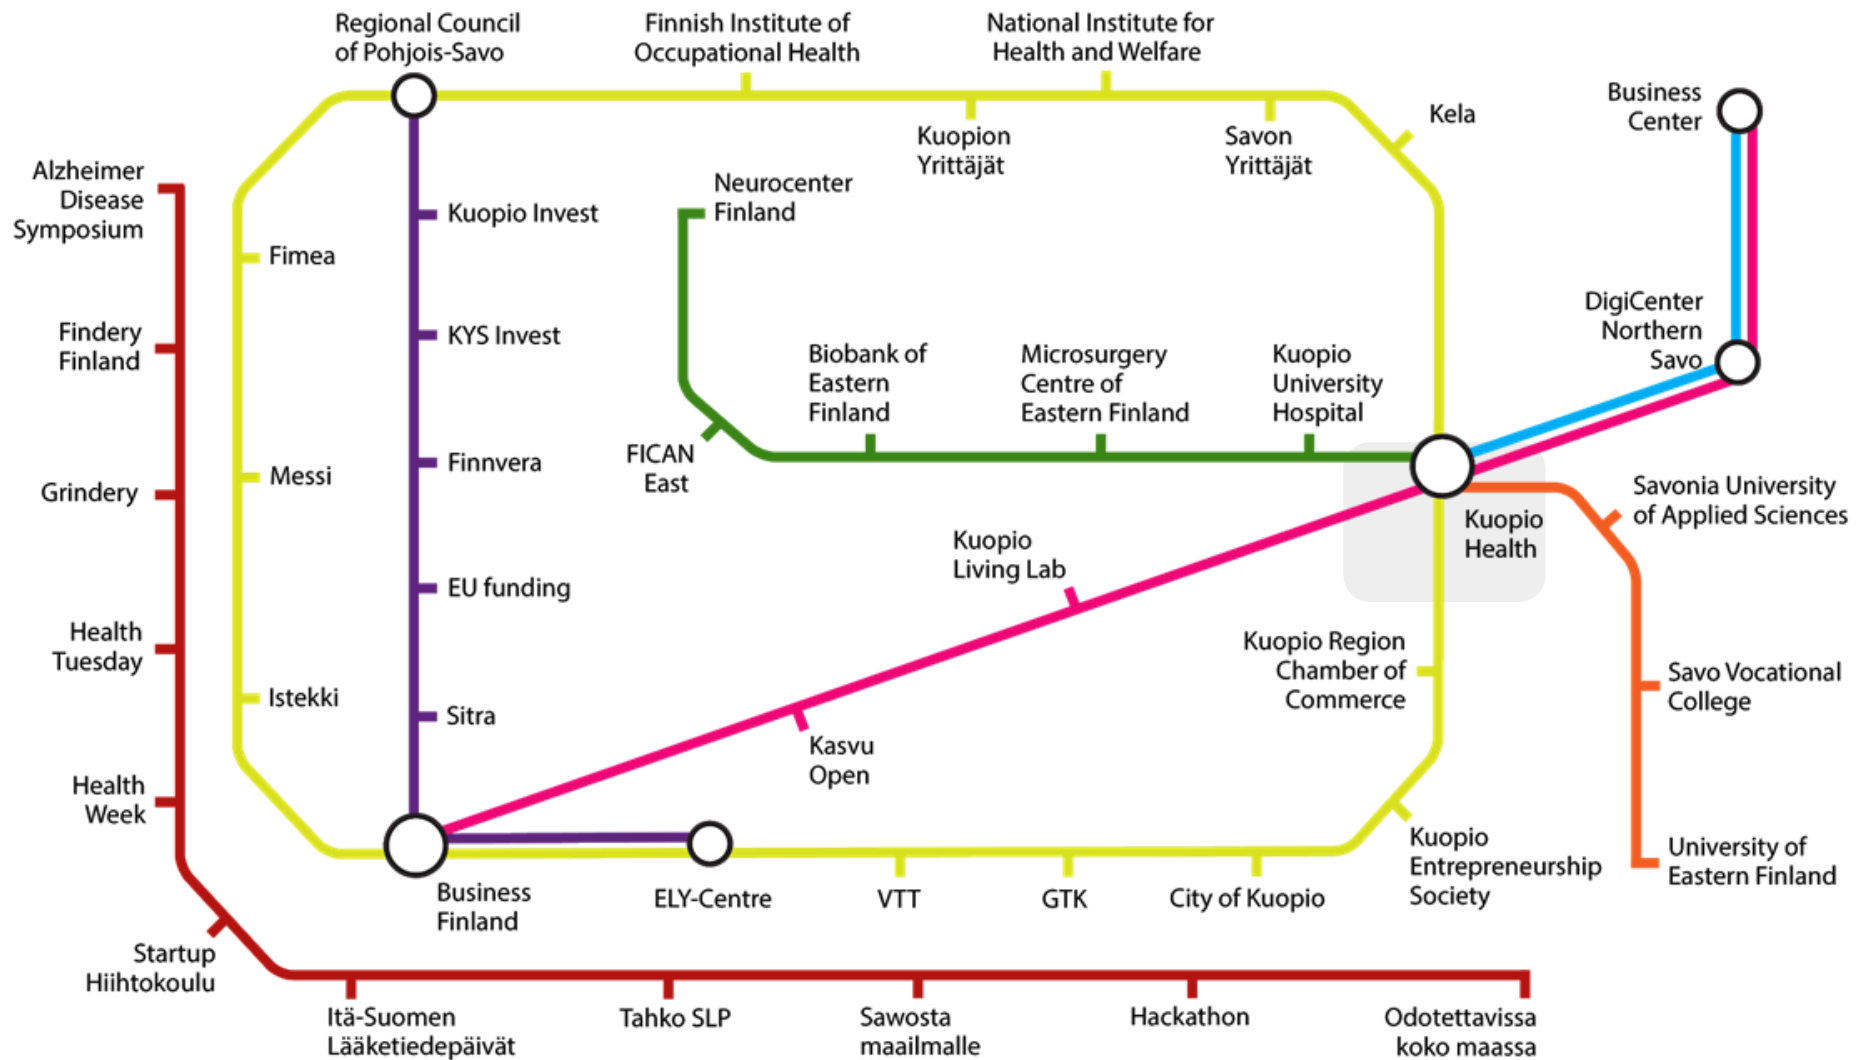 Regional Council
of Pohjois-Savo
Finnish Institute of
Occupational Health
National Institute for
Health and Welfare
Kuopion
Yrittäjät
Savon
Yrittäjät
Kela
Business
Center
Alzheimer
Disease
Symposium
Neurocenter
Finland
Kuopio Invest
Fimea
KYS Invest
Findery
Finland
DigiCenter
Northern
Savo
Biobank of
Eastern
Finland
Microsurgery
Centre of
Eastern Finland
Kuopio
University
Hospital
FICAN
East
Finnvera
Messi
Grindery
Savonia University
of Applied Sciences
Kuopio
Health
Kuopio
Living Lab
EU funding
Health
Tuesday
Kuopio Region
Chamber of
Commerce
Savo Vocational
College
Istekki
Sitra
Kasvu
Open
Health
Week
Kuopio
Entrepreneurship
Society
University of
Eastern Finland
Business
Finland
ELY-Centre
VTT
GTK
City of Kuopio
Startup
Hiihtokoulu
Itä-Suomen
Lääketiedepäivät
Tahko SLP
Sawosta
maailmalle
Hackathon
Odotettavissa
koko maassa